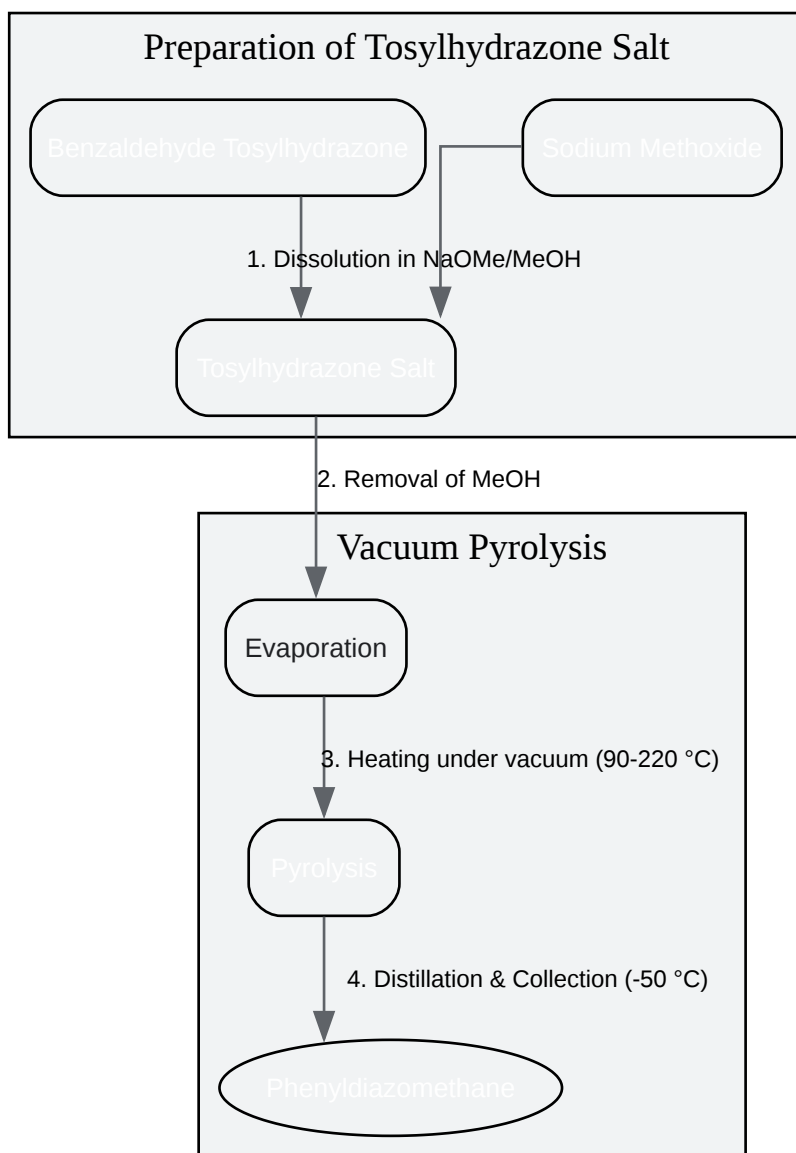 Preparation of Tosylhydrazone Salt
Benzaldehyde Tosylhydrazone
Sodium Methoxide
1. Dissolution in NaOMe/MeOH
Tosylhydrazone Salt
2. Removal of MeOH
Vacuum Pyrolysis
Evaporation
3. Heating under vacuum (90-220 °C)
Pyrolysis
4. Distillation & Collection (-50 °C)
Phenyldiazomethane